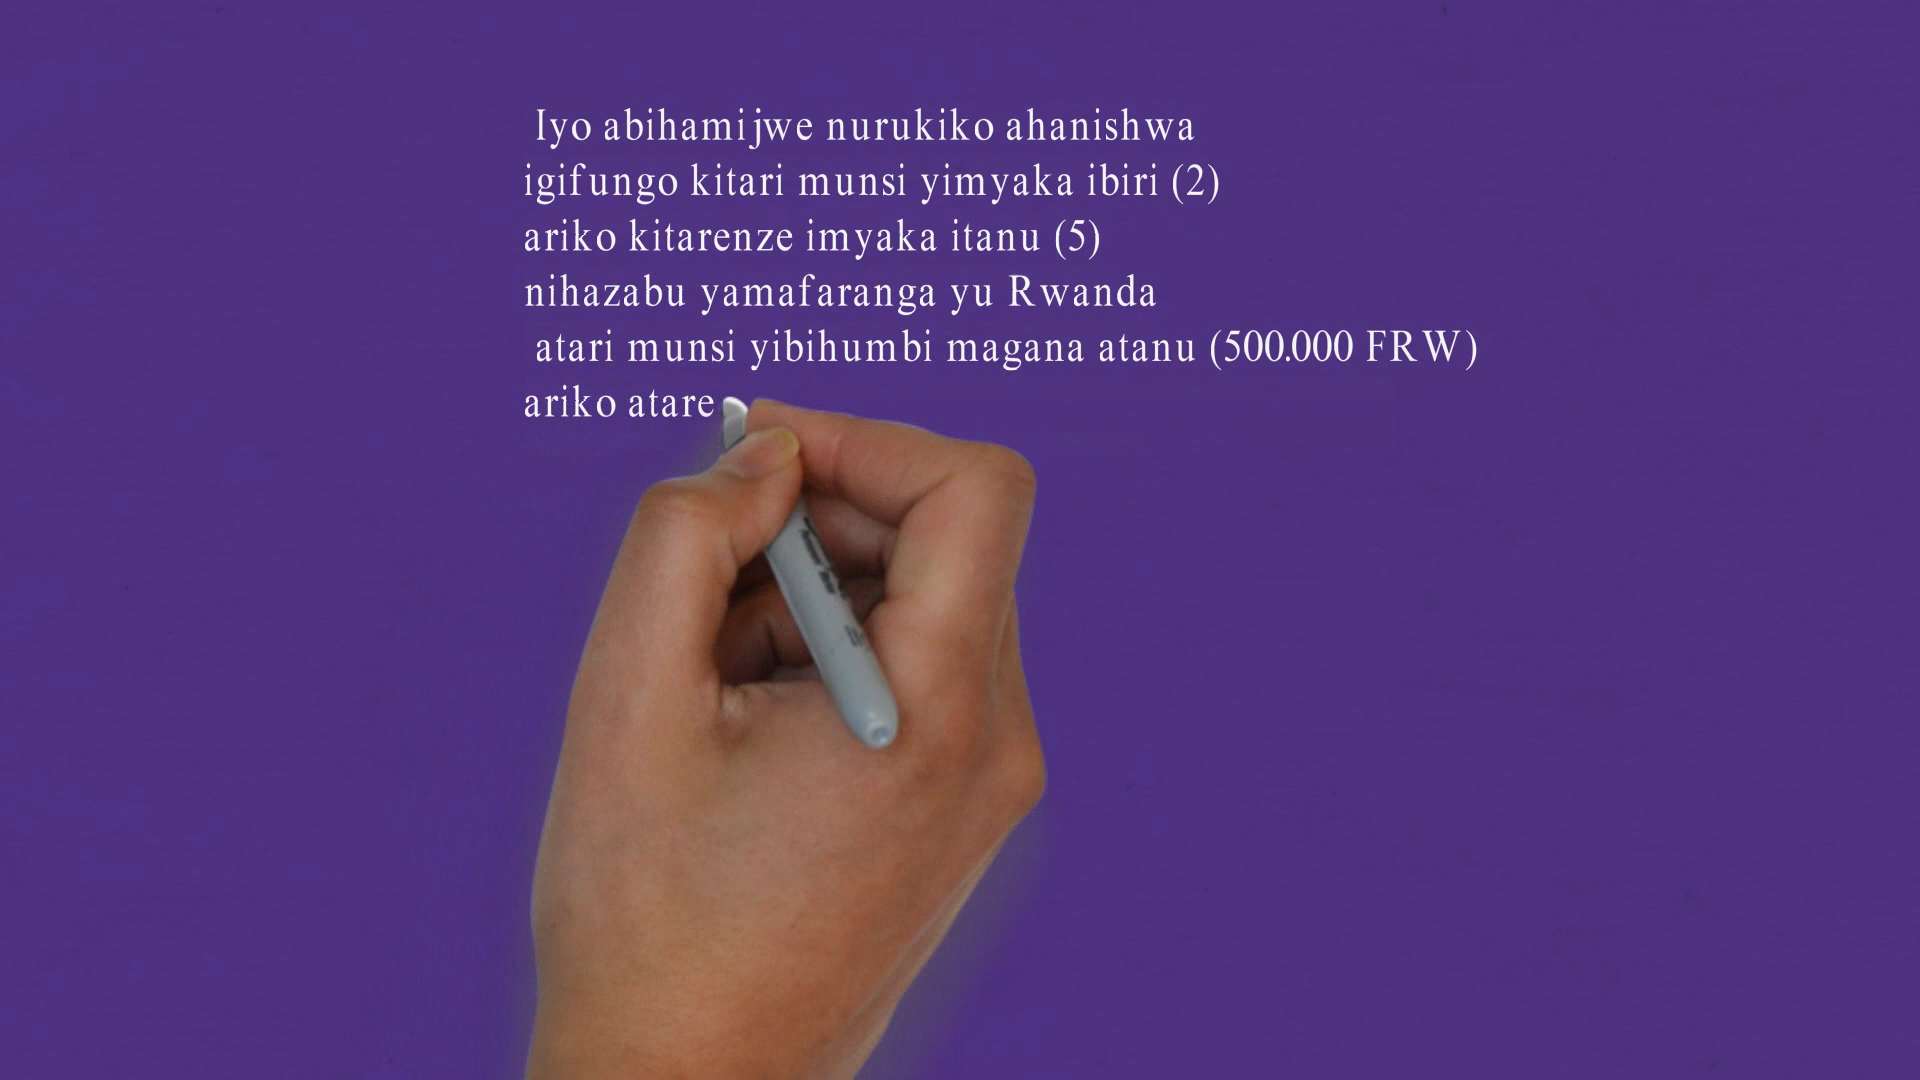 Iyo abihamijwe nurukiko ahanishwa
igifungo kitari munsi yimyaka ibiri (2)
ariko kitarenze imyaka itanu (5)
nihazabu yamafaranga yu Rwanda
atari munsi yibihumbi magana atanu (500.000 FRW)
ariko atare